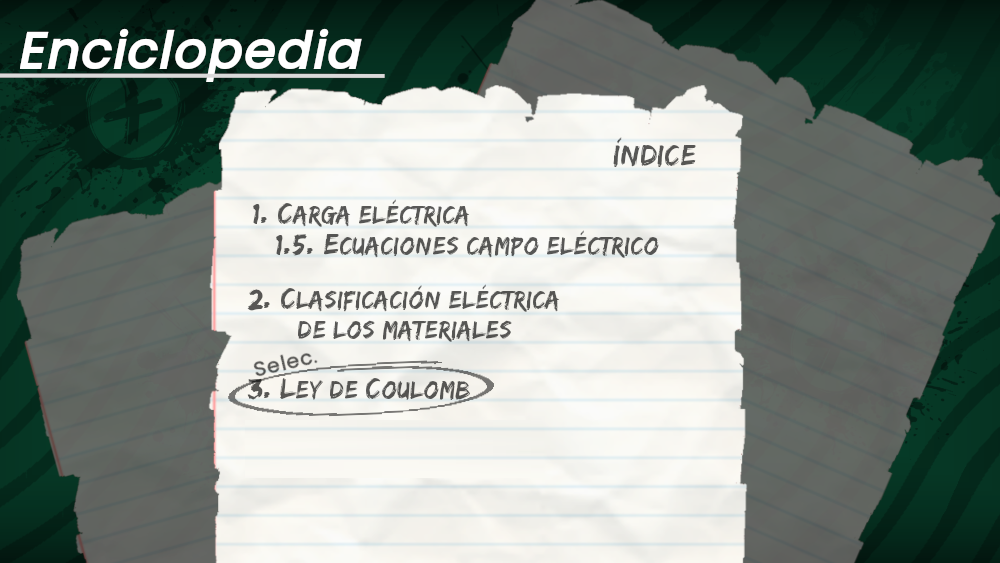 Enciclopedia
ÍNDICE
1. CARGA ELÉCTRICA
1.5. ECUACIONES CAMPO ELÉCTRICO
2. CLASIFICACIÓN ELÉCTRICA
DE LOS MATERIALES
Selec.
3. LEY DE COULOMB